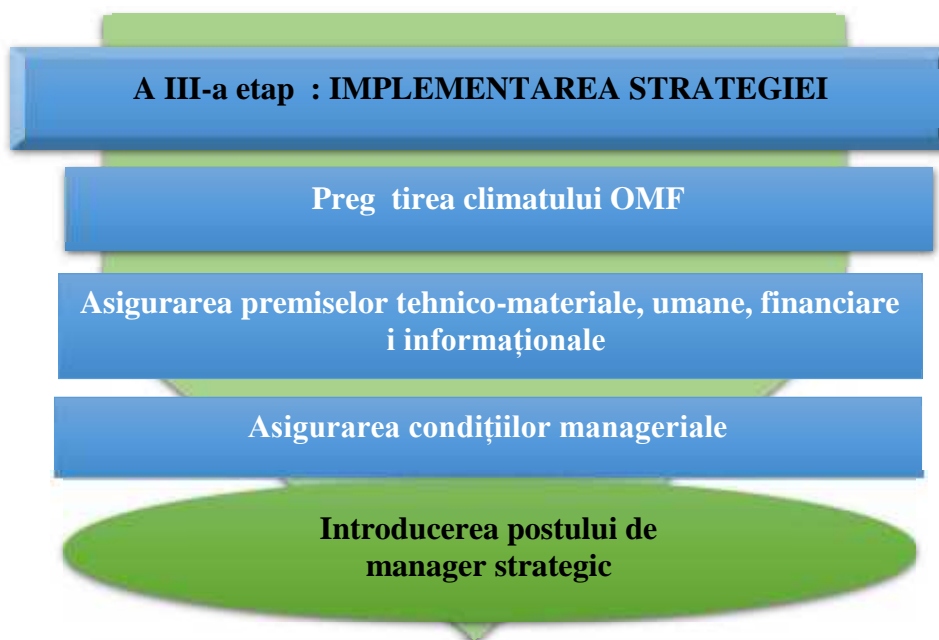 A III-a etap : IMPLEMENTAREA STRATEGIEI
Preg tirea climatului OMF
Asigurarea premiselor tehnico-materiale, umane, financiare
i informaționale
Asigurarea condițiilor manageriale
Introducerea postului de
manager strategic